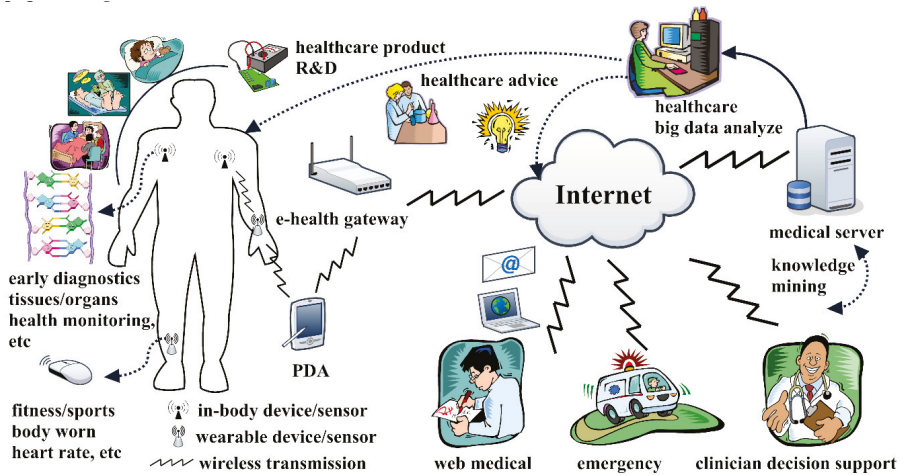 healthcare product
R&D
healthcare advice
healthcare
big data analyze
Internet
e-health gateway
medical server
@
early diagnostics
tissues/organs
health monitoring,
etc
knowledge
mining
PDA
fitness/sports
body worn
heart rate, etc
in-body device/sensor
wearable device/sensor
wireless transmission
web medical
emergency
clinician decision support